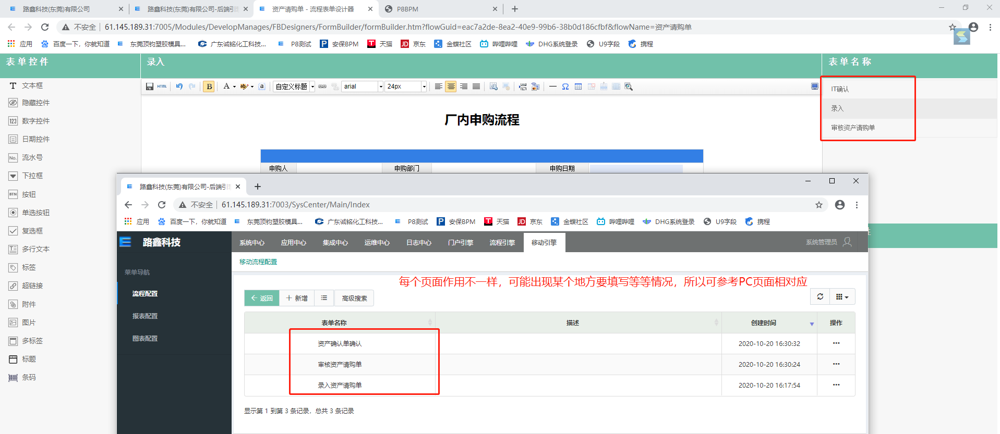 路鑫科技(东莞)有限公司
路鑫科技(东莞)有限公司-后端引
资产请购单 - 流程表单设计器
P8BPM
不安全
61.145.189.31:7005/Modules/DevelopManages/FBDesigners/FormBuilder/formBuilder.htm?flowGuid=eac7a2de-8ea2-40e9-99b6-38b0d186cfbf&flowName=资产请购单
应用
百度一下，你就知道
东莞顶钧塑胶模具...
广东诚铭化工科技...
P8测试
安保BPM
天猫
京东
金蝶社区
哔哩哔哩
DHG系统登录
U9字段
携程
表单控件
录入
表单名称
文本框
隐藏控件
数字控件
日期控件
流水号
下拉框
按钮
单选按钮
复选框
多行文本
标签
超链接
附件
图片
多标签
标题
条码
HTML
自定义标题
arial
24px
IT确认
录入
审核资产请购单
厂内申购流程
申购人
申购部门
申购日期
路鑫科技(东莞)有限公司-后端引
不安全
61.145.189.31:7003/SysCenter/Main/Index
应用
百度一下，你就知道
东莞顶钧塑胶模具...
广东诚铭化工科技...
P8测试
安保BPM
天猫
京东
金蝶社区
哔哩哔哩
DHG系统登录
U9字段
携程
路鑫科技
系统中心
应用中心
集成中心
运维中心
日志中心
门户引擎
流程引擎
移动引擎
系统管理员
移动流程配置
菜单导航
流程配置
报表配置
图表配置
每个页面作用不一样，可能出现某个地方要填写等等情况，所以可参考PC页面相对应
返回
新增
高级搜索
表单名称
描述
创建时间
操作
资产确认单确认
2020-10-20 16:30:32
审核资产请购单
2020-10-20 16:30:24
录入资产请购单
2020-10-20 16:17:54
显示第 1 到第 3 条记录，总共 3 条记录